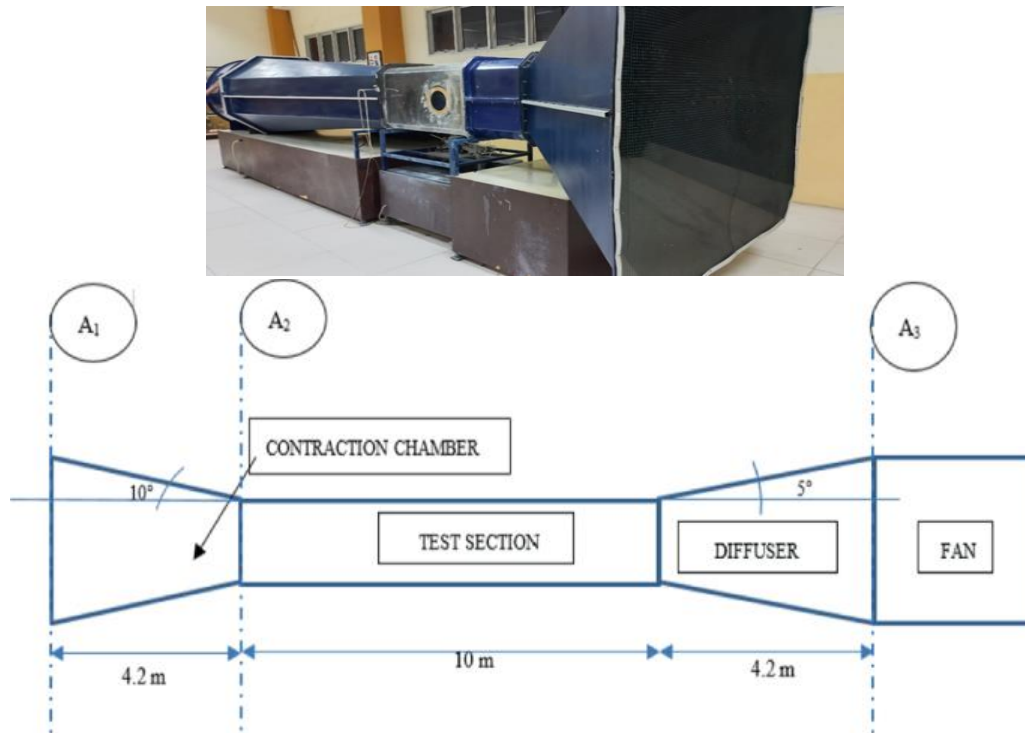 A₁
A₂
A₃
CONTRACTION CHAMBER
10°
5°
TEST SECTION
DIFFUSER
FAN
4.2 m
10 m
4.2 m